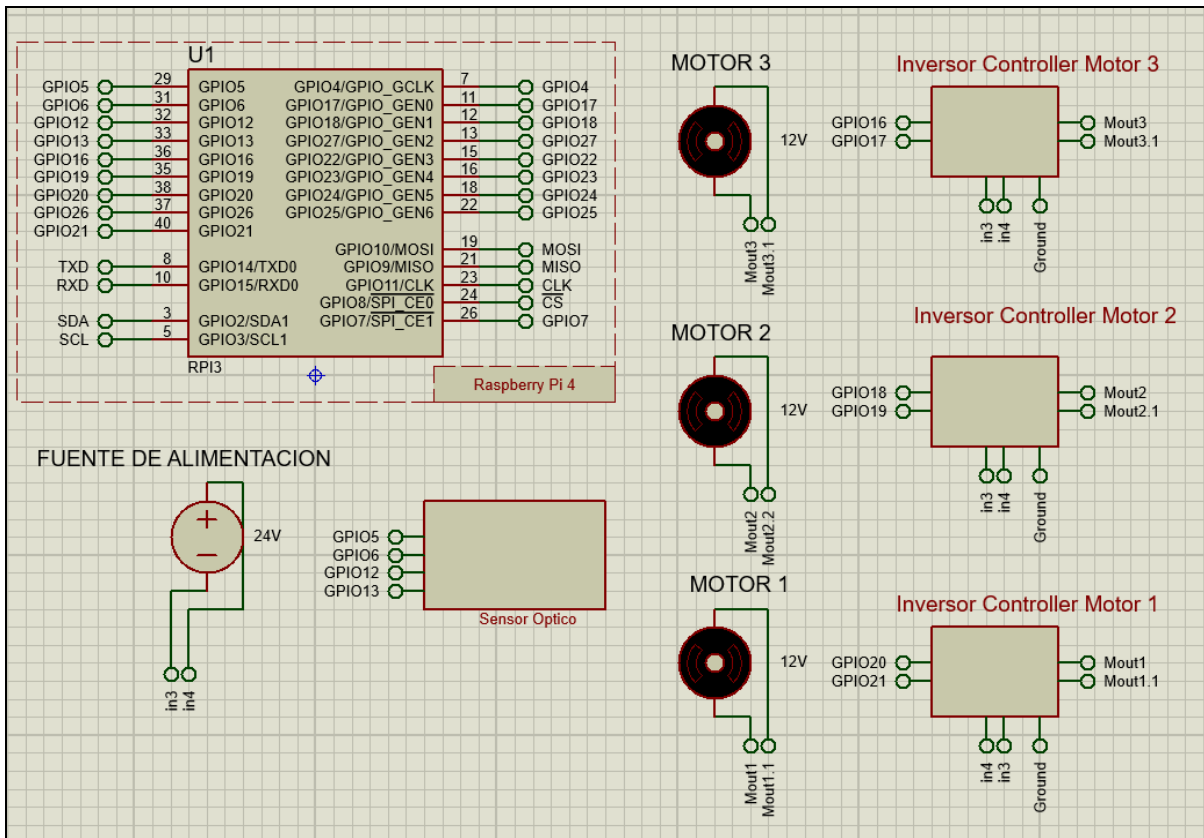 U1
GPIO5 29 GPIO5 GPIO4/GPIO_GCLK 7 GPIO4
GPIO6 31 GPIO6 GPIO17/GPIO_GEN0 11 GPIO17
GPIO12 32 GPIO12 GPIO18/GPIO_GEN1 12 GPIO18
GPIO13 33 GPIO13 GPIO27/GPIO_GEN2 13 GPIO27
GPIO16 36 GPIO16 GPIO22/GPIO_GEN3 15 GPIO22
GPIO19 35 GPIO19 GPIO23/GPIO_GEN4 16 GPIO23
GPIO20 38 GPIO20 GPIO24/GPIO_GEN5 18 GPIO24
GPIO26 37 GPIO26 GPIO25/GPIO_GEN6 22 GPIO25
GPIO21 40 GPIO21
GPIO10/MOSI 19 MOSI
TXD 8 GPIO14/TXD0 GPIO9/MISO 21 MISO
RXD 10 GPIO15/RXD0 GPIO11/CLK 23 CLK
GPIO8/SPI_CE0 24 CS
SDA 3 GPIO2/SDA1 GPIO7/SPI_CE1 26 GPIO7
SCL 5 GPIO3/SCL1
RPI3
Raspberry Pi 4
MOTOR 3
12V
Mout3
Mout3.1
Inversor Controller Motor 3
GPIO16 Mout3
GPIO17 Mout3.1
in3
in4
Ground
MOTOR 2
12V
Mout2
Mout2.2
Inversor Controller Motor 2
GPIO18 Mout2
GPIO19 Mout2.1
in3
in4
Ground
FUENTE DE ALIMENTACION
24V
in3
in4
GPIO5
GPIO6
GPIO12
GPIO13
Sensor Optico
MOTOR 1
12V
Mout1
Mout1.1
Inversor Controller Motor 1
GPIO20 Mout1
GPIO21 Mout1.1
in4
in3
Ground